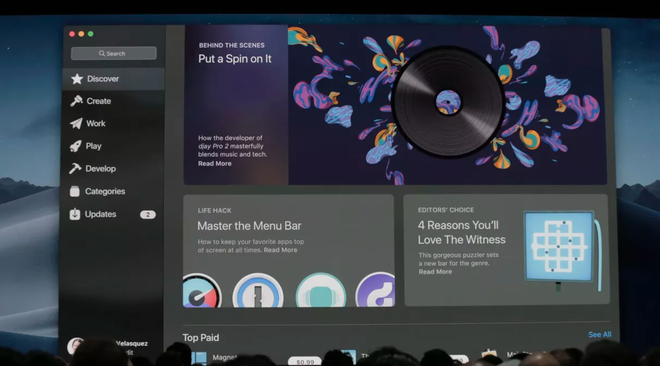 Search
Discover
Create
Work
Play
Develop
Categories
Updates 2
Velasquez
BEHIND THE SCENES
Put a Spin on It
How the developer of
djay Pro 2 masterfully
blends music and tech.
Read More
LIFE HACK
Master the Menu Bar
How to keep your favorite apps top
of screen at all times. Read More
EDITORS' CHOICE
4 Reasons You'll
Love The Witness
This gorgeous puzzler sets
a new bar for the genre.
Read More
Top Paid
See All
Magnet
$0.99